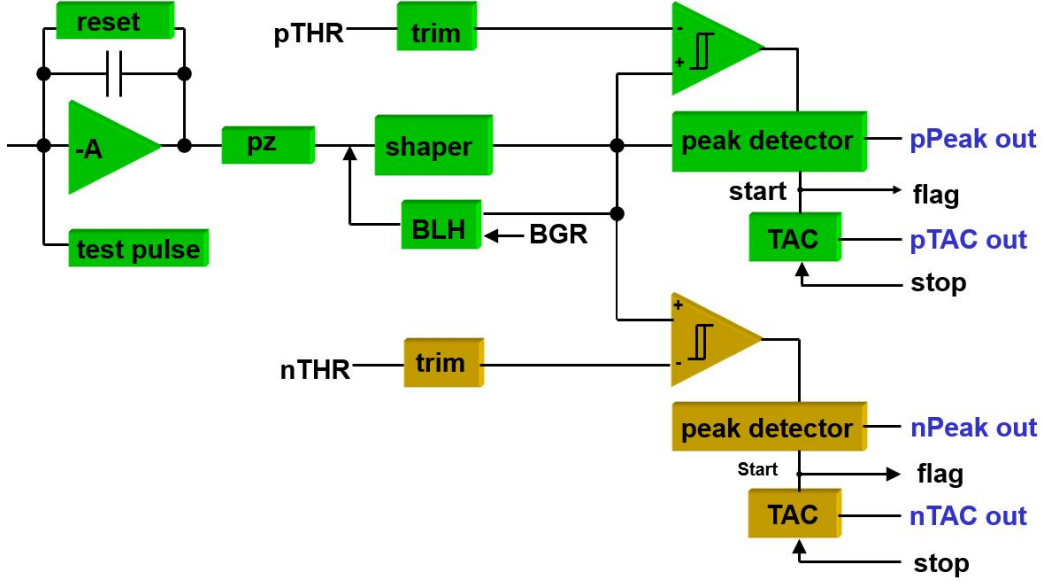 reset
pTHR
trim
-
+
-A
pz
shaper
peak detector
pPeak out
start
flag
BLH
BGR
test pulse
TAC
pTAC out
stop
+
nTHR
trim
-
peak detector
nPeak out
Start
flag
TAC
nTAC out
stop